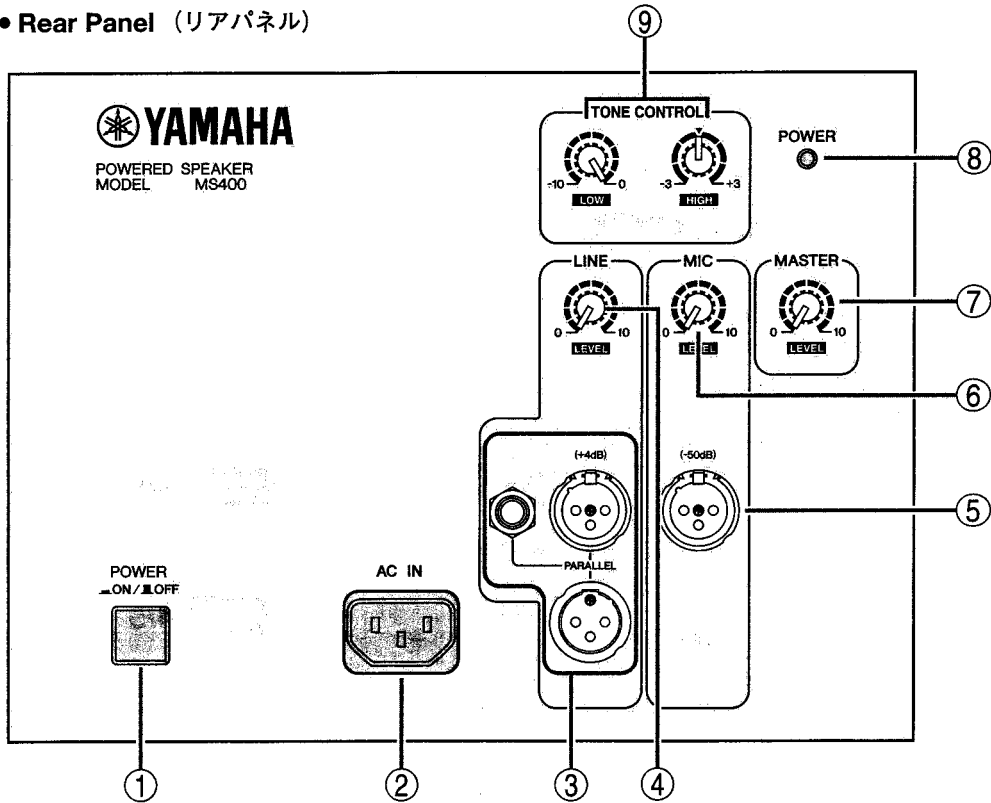 • Rear Panel （リアパネル）
⑨
YAMAHA
POWERED SPEAKER
MODEL MS400
TONE CONTROL
-10 0
LOW
-3 +3
HIGH
POWER
⑧
LINE
0 10
LEVEL
MIC
0 10
LEVEL
MASTER
0 10
LEVEL
⑦
⑥
(+4dB)
(-50dB)
⑤
PARALLEL
POWER
ON/OFF
AC IN
①
②
③
④